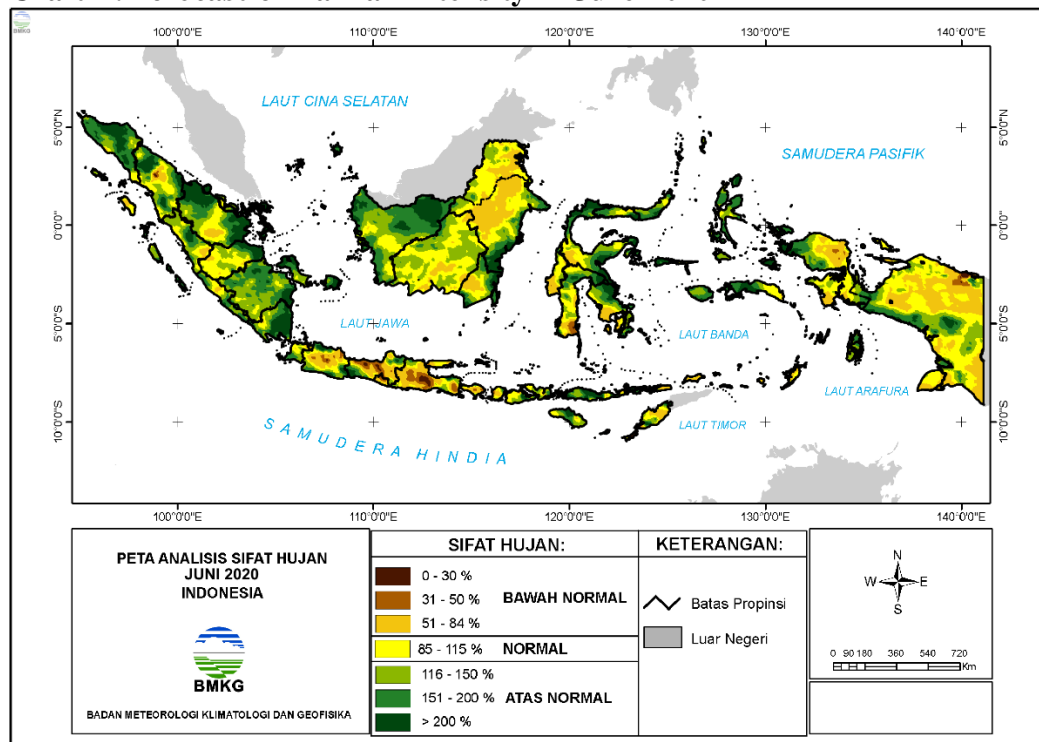 BMKG
100°0'0"E 110°0'0"E 120°0'0"E 130°0'0"E 140°0'0"E
LAUT CINA SELATAN
5°0'0"N 5°0'0"N
SAMUDERA PASIFIK
0°0'0" 0°0'0"
LAUT JAWA
LAUT BANDA
5°0'0"S 5°0'0"S
LAUT ARAFURA
LAUT TIMOR
10°0'0"S 10°0'0"S
SAMUDERA HINDIA
100°0'0"E 110°0'0"E 120°0'0"E 130°0'0"E 140°0'0"E
PETA ANALISIS SIFAT HUJAN
JUNI 2020
INDONESIA
BMKG
BADAN METEOROLOGI KLIMATOLOGI DAN GEOFISIKA
SIFAT HUJAN:
0 - 30 %
31 - 50 % BAWAH NORMAL
51 - 84 %
85 - 115 % NORMAL
116 - 150 %
151 - 200 % ATAS NORMAL
> 200 %
KETERANGAN:
Batas Propinsi
Luar Negeri
N
W E
S
0 90 180 360 540 720
Km